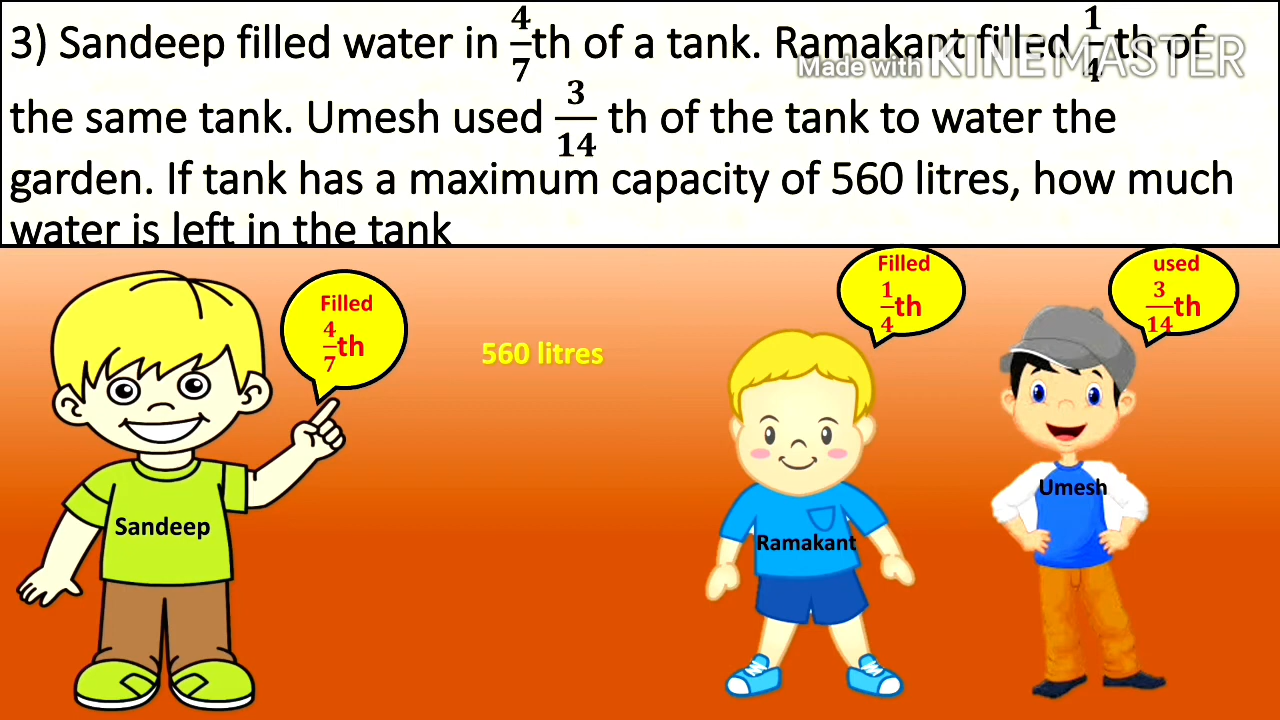 3) Sandeep filled water in 4/7th of a tank. Ramakant filled 1/4th of
Made with KINEMASTER
the same tank. Umesh used 3/14 th of the tank to water the
garden. If tank has a maximum capacity of 560 litres, how much
water is left in the tank
Filled
4/7th
560 litres
Filled
1/4th
used
3/14th
Sandeep
Ramakant
Umesh